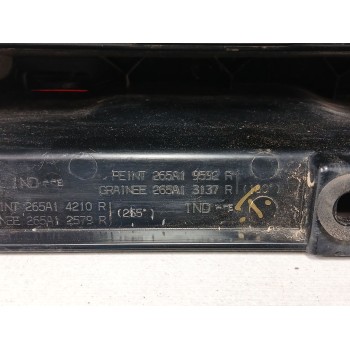 PEINT 265A1 9592 R
IND GRAINEE 265A1 3137 R
INT 265A1 4210 R
NEE 265A1 2579 R (265°) IND